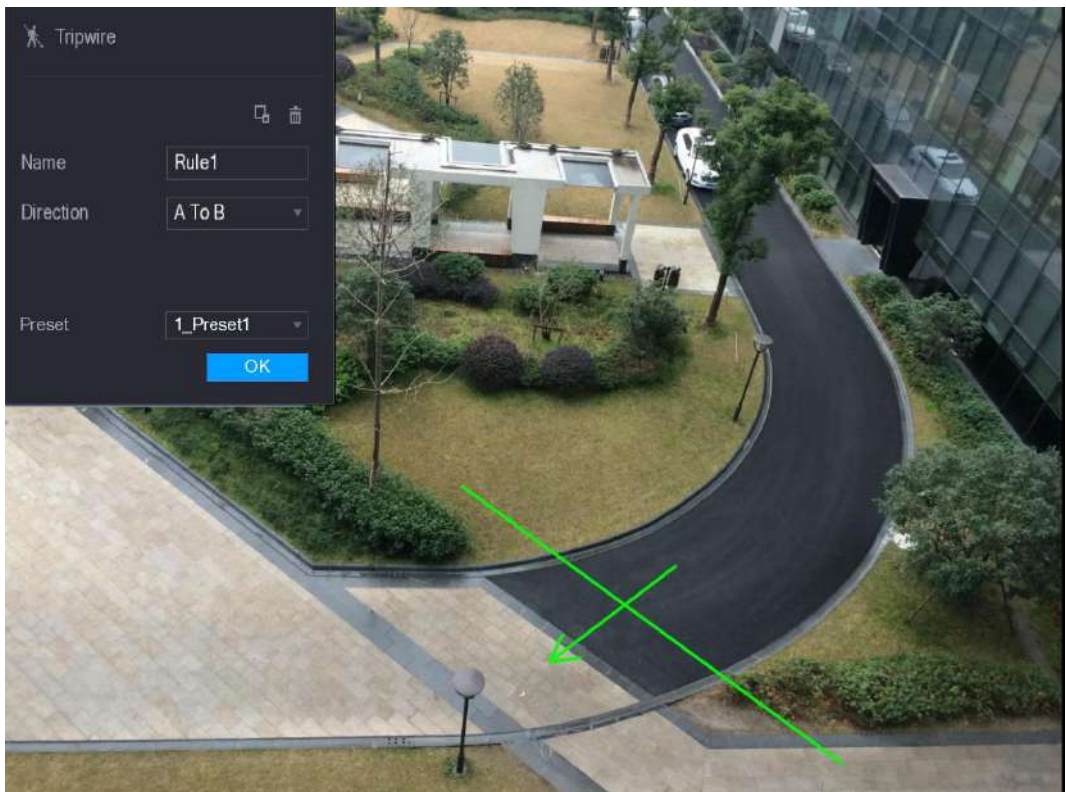 Tripwire
Name
Rule1
Direction
A To B
Preset
1_Preset1
OK